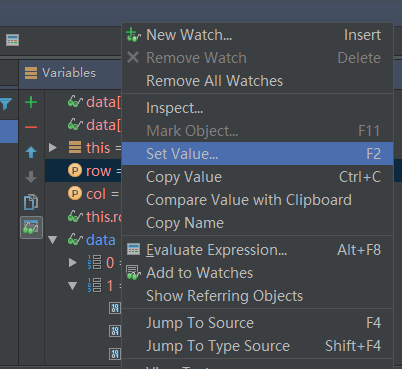 Variables
data[
data[
this =
row =
col =
this.ro
data
0 =
1 =
New Watch... Insert
Remove Watch Delete
Remove All Watches
Inspect...
Mark Object... F11
Set Value... F2
Copy Value Ctrl+C
Compare Value with Clipboard
Copy Name
Evaluate Expression... Alt+F8
Add to Watches
Show Referring Objects
Jump To Source F4
Jump To Type Source Shift+F4